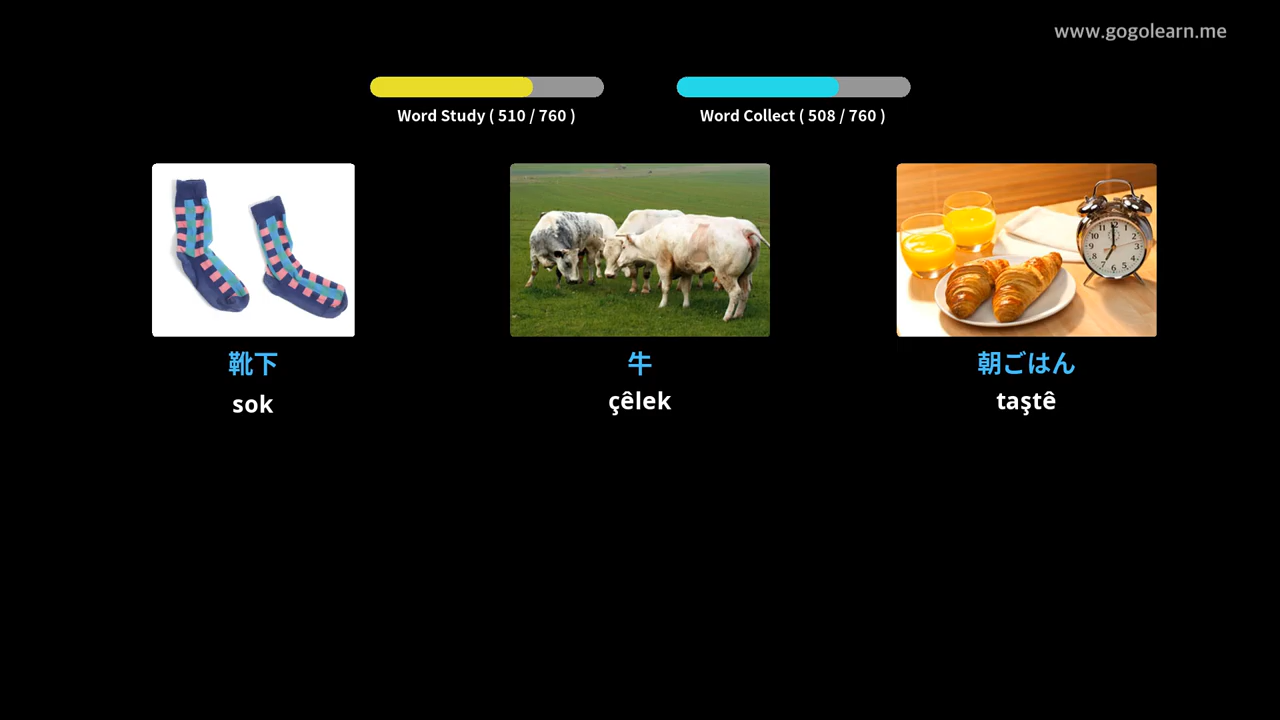 www.gogolearn.me
Word Study ( 510 / 760 )
Word Collect ( 508 / 760 )
靴下
牛
朝ごはん
sok
çêlek
taştê